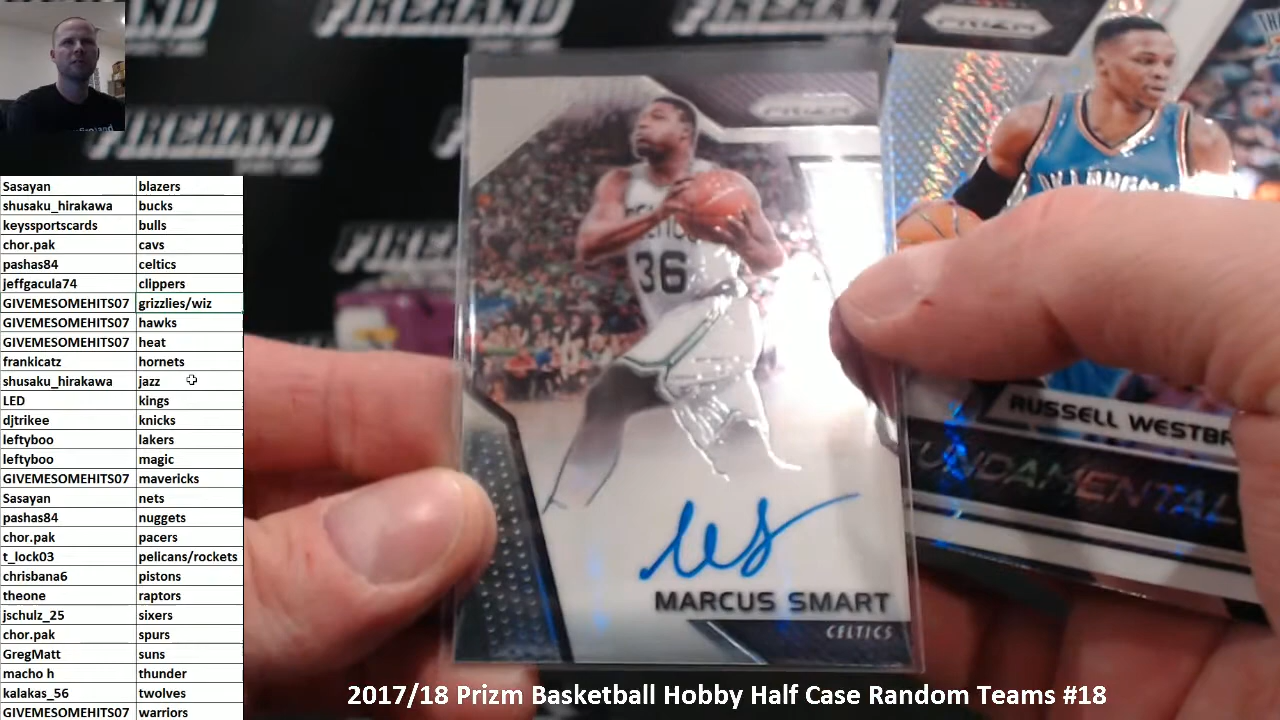 FIREHAND
Sasayan blazers
shusaku_hirakawa bucks
keyssportscards bulls
chor.pak cavs
pashas84 celtics
jeffgacula74 clippers
GIVEMESOMEHITS07 grizzlies/wiz
GIVEMESOMEHITS07 hawks
GIVEMESOMEHITS07 heat
frankicatz hornets
shusaku_hirakawa jazz
LED kings
djtrikee knicks
leftyboo lakers
leftyboo magic
GIVEMESOMEHITS07 mavericks
Sasayan nets
pashas84 nuggets
chor.pak pacers
t_lock03 pelicans/rockets
chrisbana6 pistons
theone raptors
jschulz_25 sixers
chor.pak spurs
GregMatt suns
macho h thunder
kalakas_56 twolves
GIVEMESOMEHITS07 warriors
PRIZM
CELTICS
36
MARCUS SMART
CELTICS
PRIZM
RUSSELL WESTBR
FUNDAMENTAL
2017/18 Prizm Basketball Hobby Half Case Random Teams #18